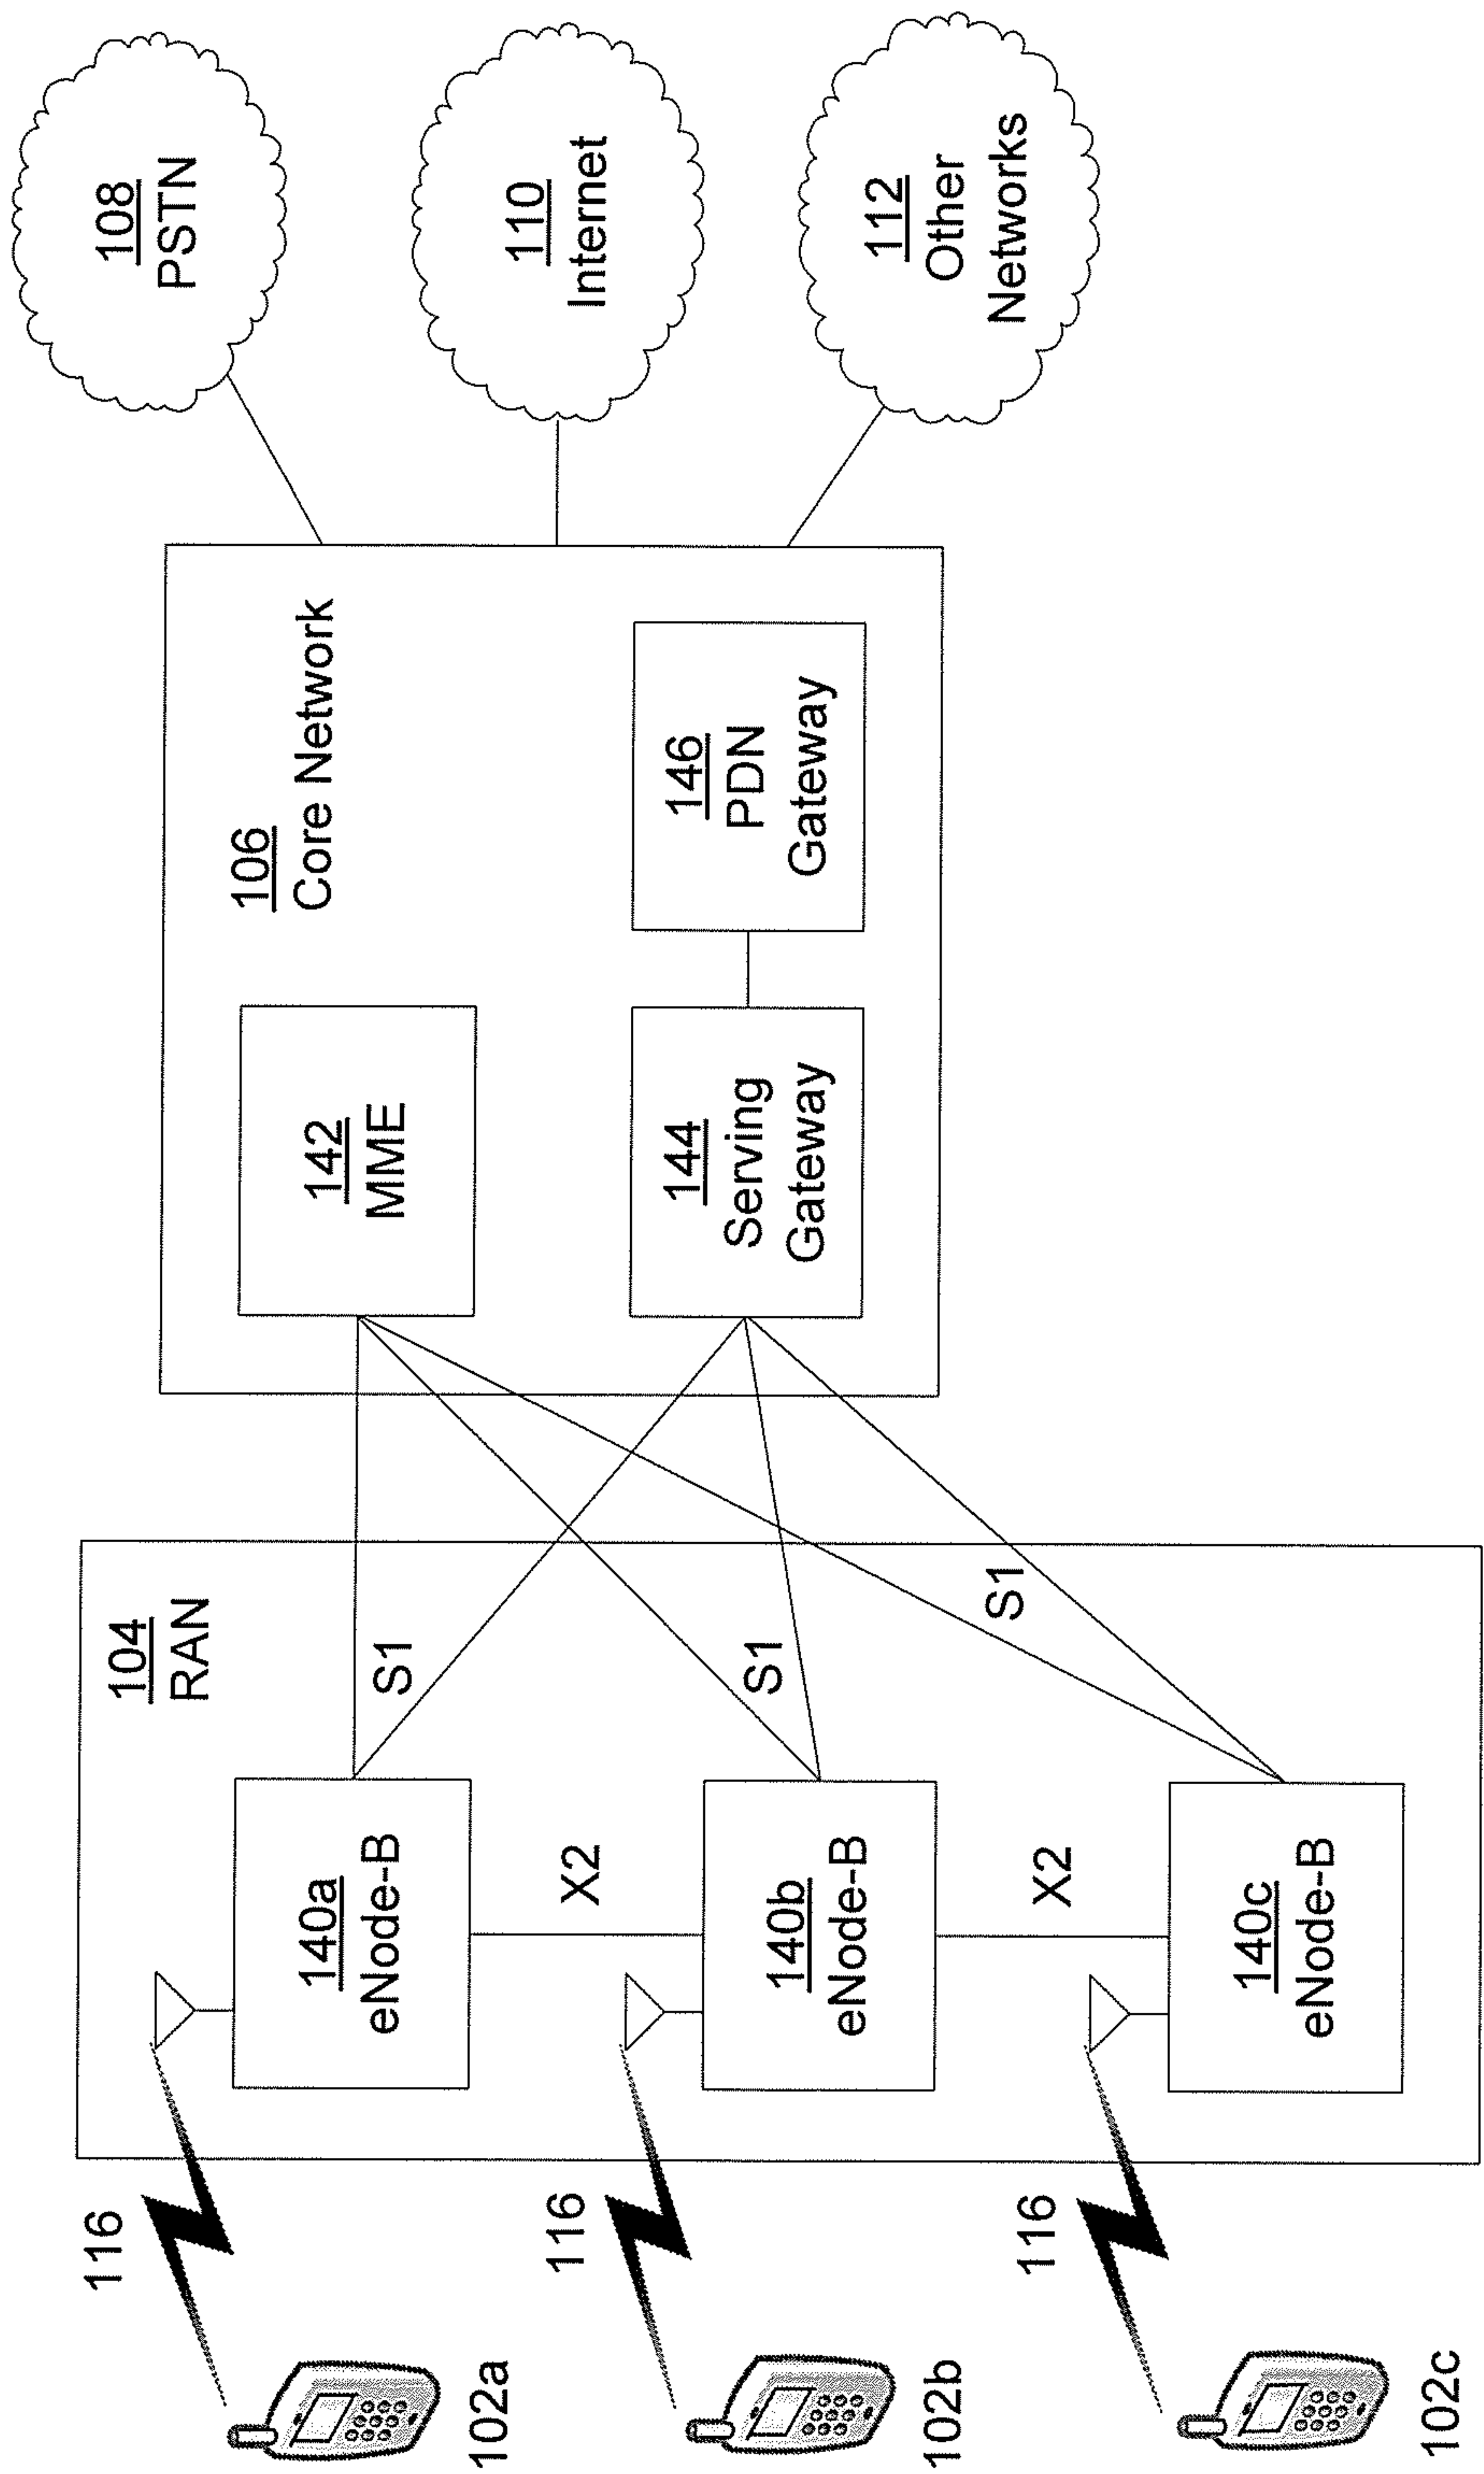 116
102a
116
102b
116
102c
104
RAN
140a
eNode-B
X2
140b
eNode-B
X2
140c
eNode-B
S1
S1
S1
106
Core Network
142
MME
144
Serving
Gateway
146
PDN
Gateway
108
PSTN
110
Internet
112
Other
Networks